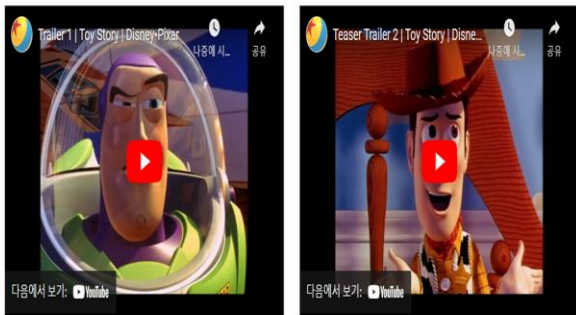 Trailer 1 | Toy Story | Disney•Pixar
나중에 시...
공유
다음에서 보기: YouTube
Teaser Trailer 2 | Toy Story | Disne...
나중에 시...
공유
다음에서 보기: YouTube